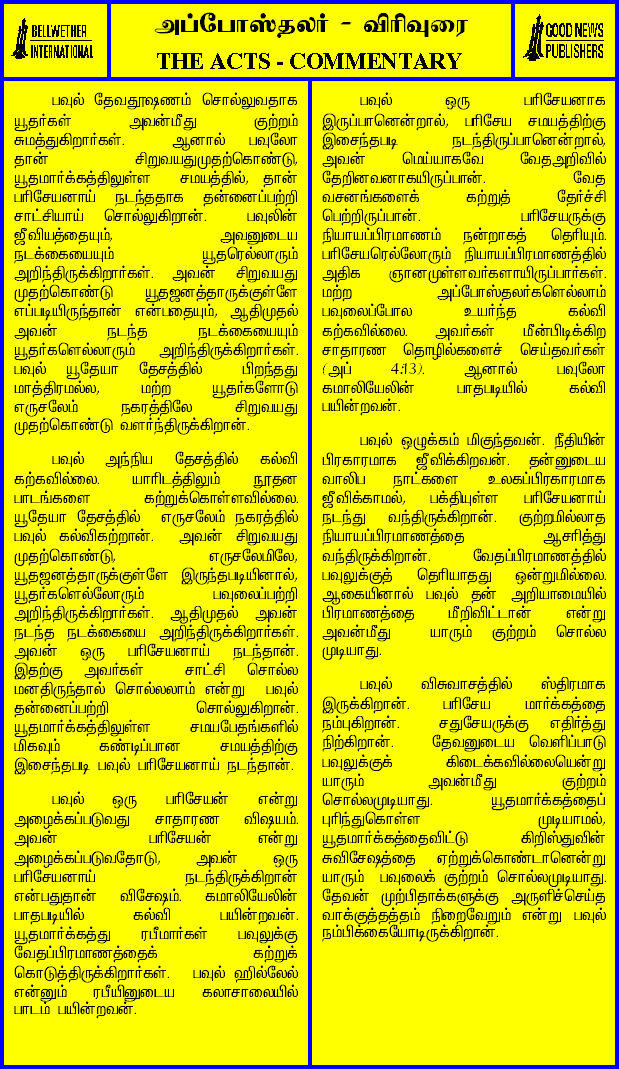 BELLWETHER
INTERNATIONAL
அப்போஸ்தலர் - விரிவுரை
THE ACTS - COMMENTARY
GOOD NEWS
PUBLISHERS
பவுல் தேவதூஷணம் சொல்லுவதாக
யூதர்கள் அவன்மீது குற்றம்
சுமத்துகிறார்கள். ஆனால் பவுலோ
தான் சிறுவயதுமுதற்கொண்டு,
யூதமார்க்கத்திலுள்ள சமயத்தில், தான்
பரிசேயனாய் நடந்ததாக தன்னைப்பற்றி
சாட்சியாய் சொல்லுகிறான். பவுலின்
ஜீவியத்தையும், அவனுடைய
நடக்கையையும் யூதரெல்லாரும்
அறிந்திருக்கிறார்கள். அவன் சிறுவயது
முதற்கொண்டு யூதஜனத்தாருக்குள்ளே
எப்படியிருந்தான் என்பதையும், ஆதிமுதல்
அவன் நடந்த நடக்கையையும்
யூதர்களெல்லாரும் அறிந்திருக்கிறார்கள்.
பவுல் யூதேயா தேசத்தில் பிறந்தது
மாத்திரமல்ல, மற்ற யூதர்களோடு
எருசலேம் நகரத்திலே சிறுவயது
முதற்கொண்டு வளர்ந்திருக்கிறான்.
பவுல் அந்நிய தேசத்தில் கல்வி
கற்கவில்லை. யாரிடத்திலும் நூதன
பாடங்களை கற்றுக்கொள்ளவில்லை.
யூதேயா தேசத்தில் எருசலேம் நகரத்தில்
பவுல் கல்விகற்றான். அவன் சிறுவயது
முதற்கொண்டு, எருசலேமிலே,
யூதஜனத்தாருக்குள்ளே இருந்தபடியினால்,
யூதர்களெல்லோரும் பவுலைப்பற்றி
அறிந்திருக்கிறார்கள். ஆதிமுதல் அவன்
நடந்த நடக்கையை அறிந்திருக்கிறார்கள்.
அவன் ஒரு பரிசேயனாய் நடந்தான்.
இதற்கு அவர்கள் சாட்சி சொல்ல
மனதிருந்தால் சொல்லலாம் என்று பவுல்
தன்னைப்பற்றி சொல்லுகிறான்.
யூதமார்க்கத்திலுள்ள சமயபேதங்களில்
மிகவும் கண்டிப்பான சமயத்திற்கு
இசைந்தபடி பவுல் பரிசேயனாய் நடந்தான்.
பவுல் ஒரு பரிசேயன் என்று
அழைக்கப்படுவது சாதாரண விஷயம்.
அவன் பரிசேயன் என்று
அழைக்கப்படுவதோடு, அவன் ஒரு
பரிசேயனாய் நடந்திருக்கிறான்
என்பதுதான் விசேஷம். கமாலியேலின்
பாதபடியில் கல்வி பயின்றவன்.
யூதமார்க்கத்து ரபீமார்கள் பவுலுக்கு
வேதப்பிரமாணத்தைக் கற்றுக்
கொடுத்திருக்கிறார்கள். பவுல் ஹில்லேல்
என்னும் ரபீயினுடைய கலாசாலையில்
பாடம் பயின்றவன்.
பவுல் ஒரு பரிசேயனாக
இருப்பானென்றால், பரிசேய சமயத்திற்கு
இசைந்தபடி நடந்திருப்பானென்றால்,
அவன் மெய்யாகவே வேதஅறிவில்
தேறினவனாகயிருப்பான். வேத
வசனங்களைக் கற்றுத் தேர்ச்சி
பெற்றிருப்பான். பரிசேயருக்கு
நியாயப்பிரமாணம் நன்றாகத் தெரியும்.
பரிசேயரெல்லோரும் நியாயப்பிரமாணத்தில்
அதிக ஞானமுள்ளவர்களாயிருப்பார்கள்.
மற்ற அப்போஸ்தலர்களெல்லாம்
பவுலைப்போல உயர்ந்த கல்வி
கற்கவில்லை. அவர்கள் மீன்பிடிக்கிற
சாதாரண தொழில்களைச் செய்தவர்கள்
(அப் 4:13). ஆனால் பவுலோ
கமாலியேலின் பாதபடியில் கல்வி
பயின்றவன்.
பவுல் ஒழுக்கம் மிகுந்தவன். நீதியின்
பிரகாரமாக ஜீவிக்கிறவன். தன்னுடைய
வாலிப நாட்களை உலகப்பிரகாரமாக
ஜீவிக்காமல், பக்தியுள்ள பரிசேயனாய்
நடந்து வந்திருக்கிறான். குற்றமில்லாத
நியாயப்பிரமாணத்தை ஆசரித்து
வந்திருக்கிறான். வேதப்பிரமாணத்தில்
பவுலுக்குத் தெரியாதது ஒன்றுமில்லை.
ஆகையினால் பவுல் தன் அறியாமையில்
பிரமாணத்தை மீறிவிட்டான் என்று
அவன்மீது யாரும் குற்றம் சொல்ல
முடியாது.
பவுல் விசுவாசத்தில் ஸ்திரமாக
இருக்கிறான். பரிசேய மார்க்கத்தை
நம்புகிறான். சதுசேயருக்கு எதிர்த்து
நிற்கிறான். தேவனுடைய வெளிப்பாடு
பவுலுக்குக் கிடைக்கவில்லையென்று
யாரும் அவன்மீது குற்றம்
சொல்லமுடியாது. யூதமார்க்கத்தைப்
புரிந்துகொள்ள முடியாமல்,
யூதமார்க்கத்தைவிட்டு கிறிஸ்துவின்
சுவிசேஷத்தை ஏற்றுக்கொண்டானென்று
யாரும் பவுலைக் குற்றம் சொல்லமுடியாது.
தேவன் முற்பிதாக்களுக்கு அருளிச்செய்த
வாக்குத்தத்தம் நிறைவேறும் என்று பவுல்
நம்பிக்கையோடிருக்கிறான்.